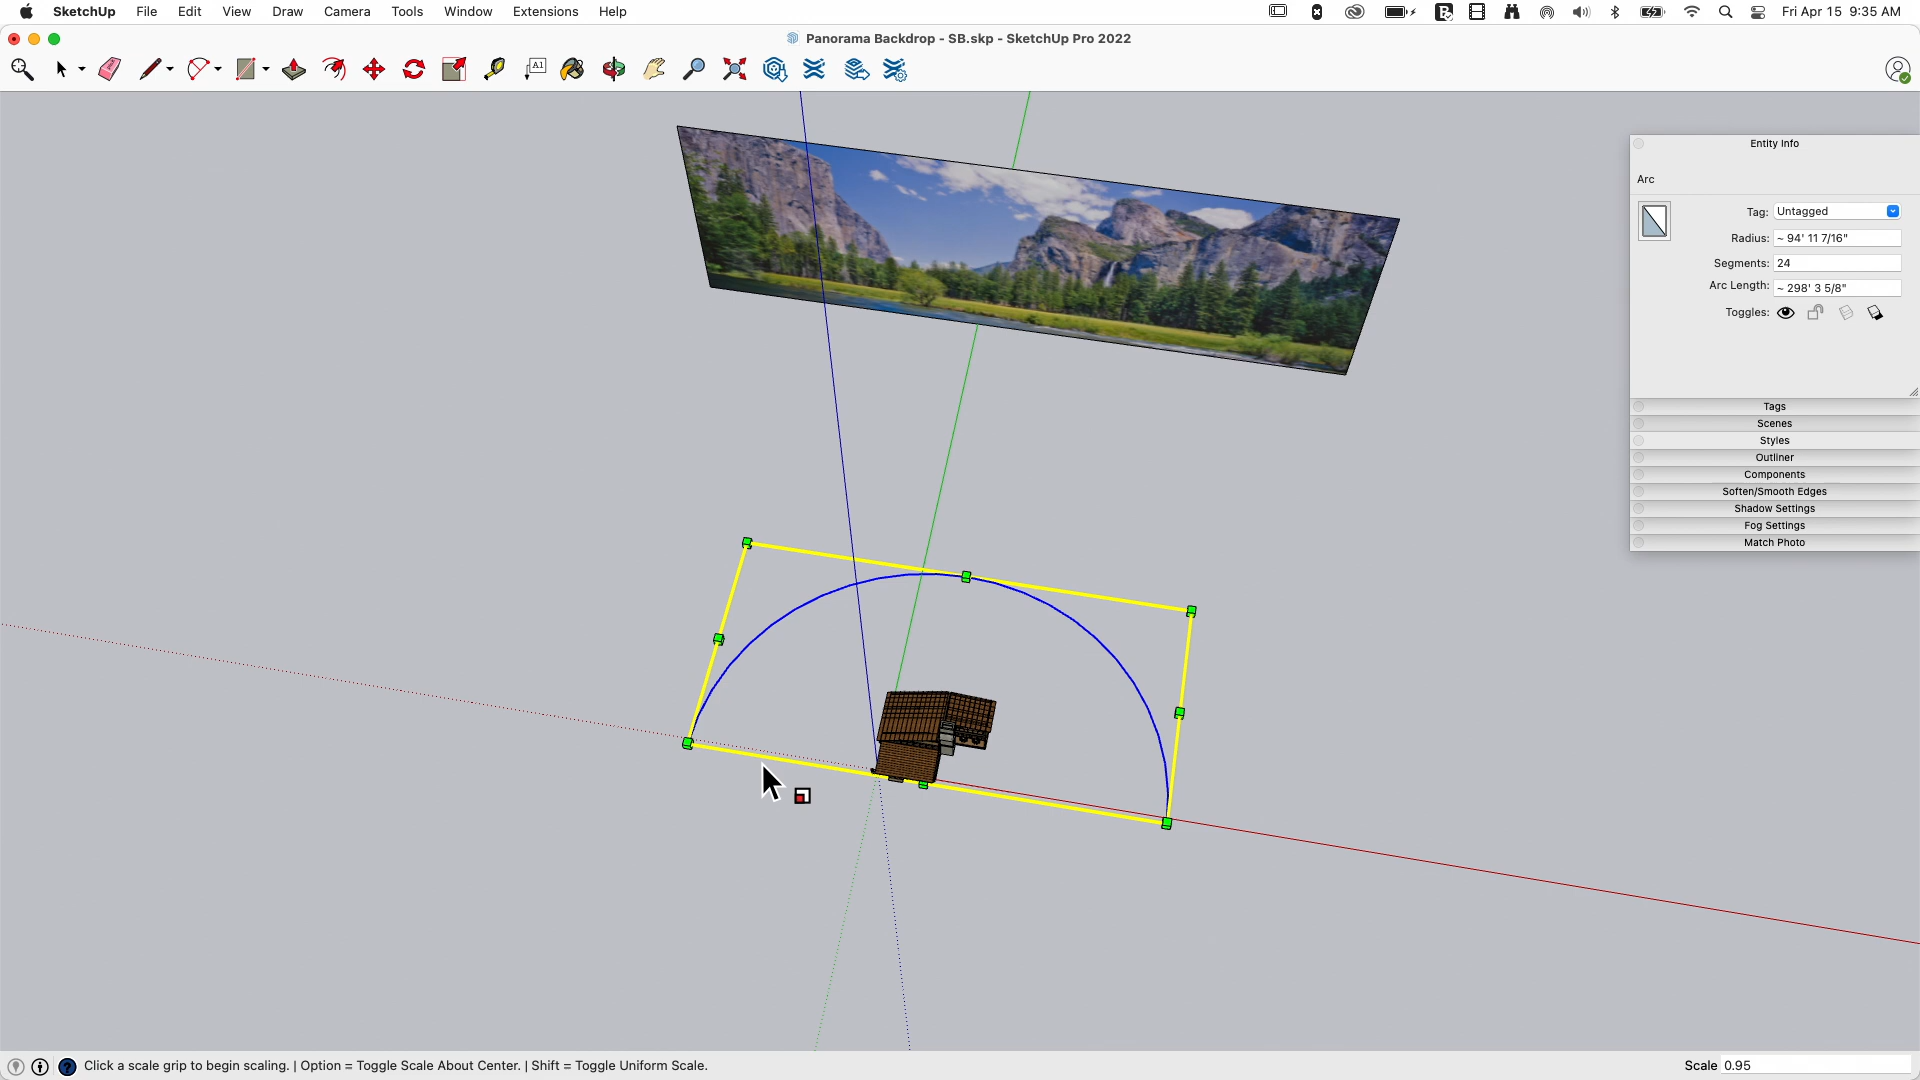 SketchUp File Edit View Draw Camera Tools Window Extensions Help Fri Apr 15 9:35 AM
Panorama Backdrop - SB.skp - SketchUp Pro 2022
A1
Entity Info
Arc
Tag: Untagged
Radius: ~ 94' 11 7/16"
Segments: 24
Arc Length: ~ 298' 3 5/8"
Toggles:
Tags
Scenes
Styles
Outliner
Components
Soften/Smooth Edges
Shadow Settings
Fog Settings
Match Photo
Click a scale grip to begin scaling. | Option = Toggle Scale About Center. | Shift = Toggle Uniform Scale. Scale 0.95